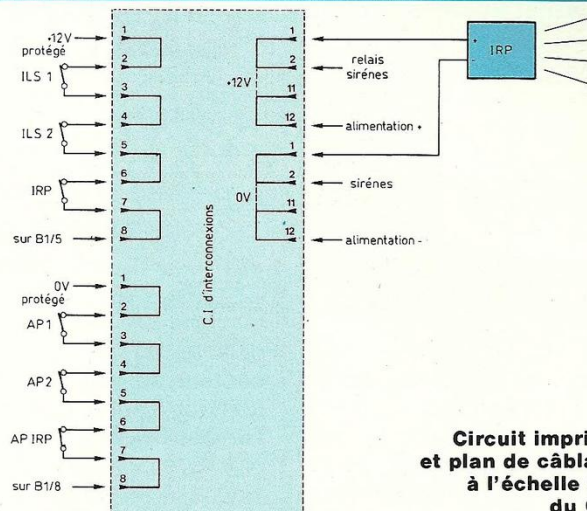 +12V
protégé
ILS 1
ILS 2
IRP
sur B1/5
0V
protégé
AP1
AP2
AP IRP
sur B1/8
1
2
3
4
5
6
7
8
1
2
3
4
5
6
7
8
C.I d'interconnexions
1
2
+12V
11
12
1
2
0V
11
12
relais
sirénes
alimentation +
sirénes
alimentation -
+
-
IRP
Circuit impri
et plan de câbla
à l'échelle
du